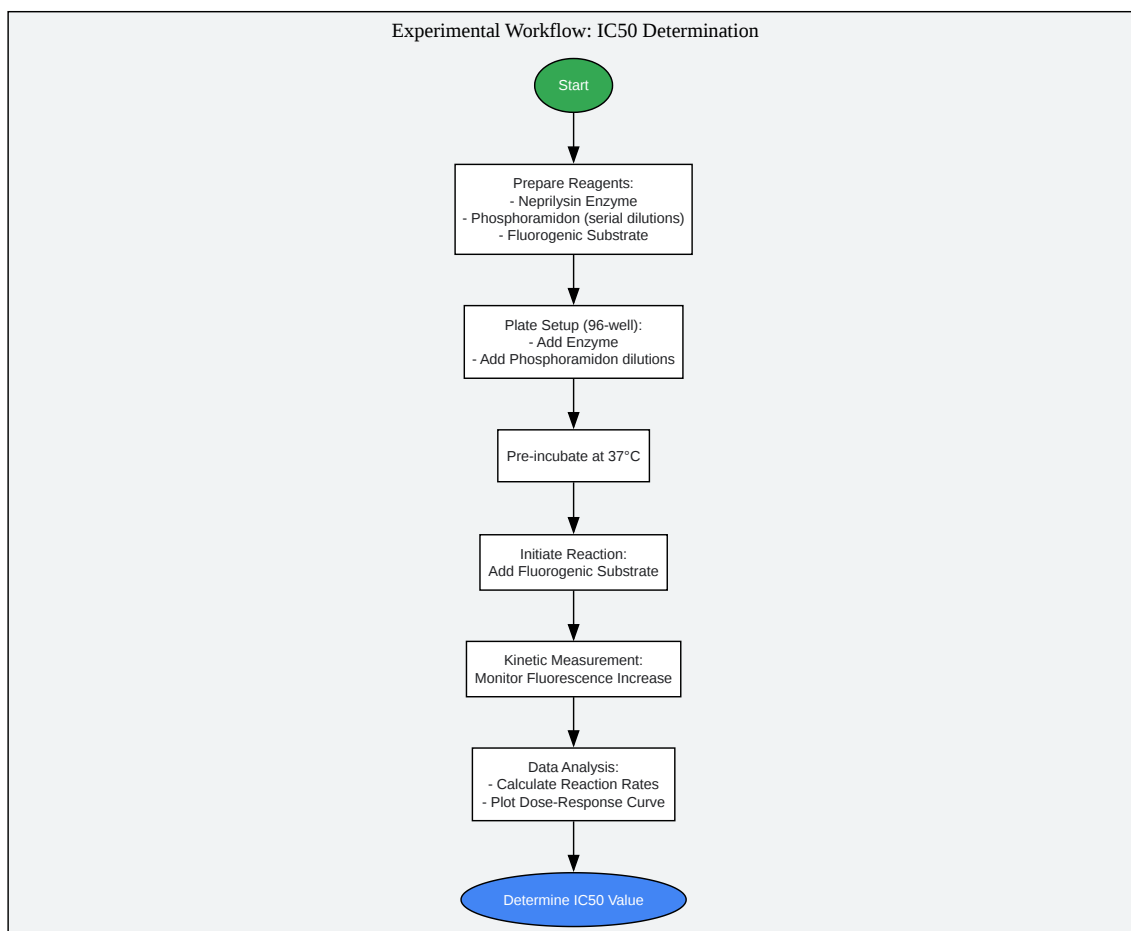 Experimental Workflow: IC50 Determination
Start
Prepare Reagents:
- Neprilysin Enzyme
- Phosphoramidon (serial dilutions)
- Fluorogenic Substrate
Plate Setup (96-well):
- Add Enzyme
- Add Phosphoramidon dilutions
Pre-incubate at 37°C
Initiate Reaction:
Add Fluorogenic Substrate
Kinetic Measurement:
Monitor Fluorescence Increase
Data Analysis:
- Calculate Reaction Rates
- Plot Dose-Response Curve
Determine IC50 Value